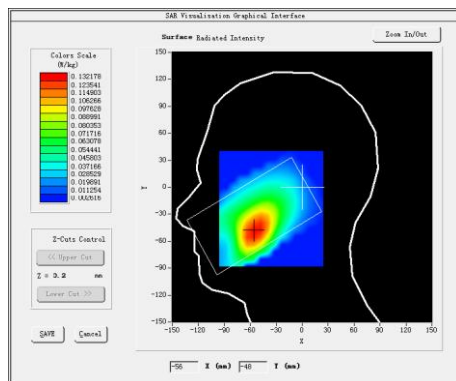 SAR Visualisation Graphical Interface
Surface Radiated Intensity
Zoom In/Out
Colors Scale
(W/kg)
0.132178
0.123541
0.114903
0.106266
0.097628
0.088991
0.080353
0.071716
0.063078
0.054441
0.045803
0.037166
0.028529
0.019891
0.011254
0.002616
Z-Cuts Control
<< Upper Cut
Z = 3.2 mm
Lower Cut >>
SAVE Cancel
150
120
90
60
30
Y 0
-30
-60
-90
-120
-150
-150 -120 -90 -60 -30 0 30 60 90 120 150
X
-56 X (mm) -48 Y (mm)